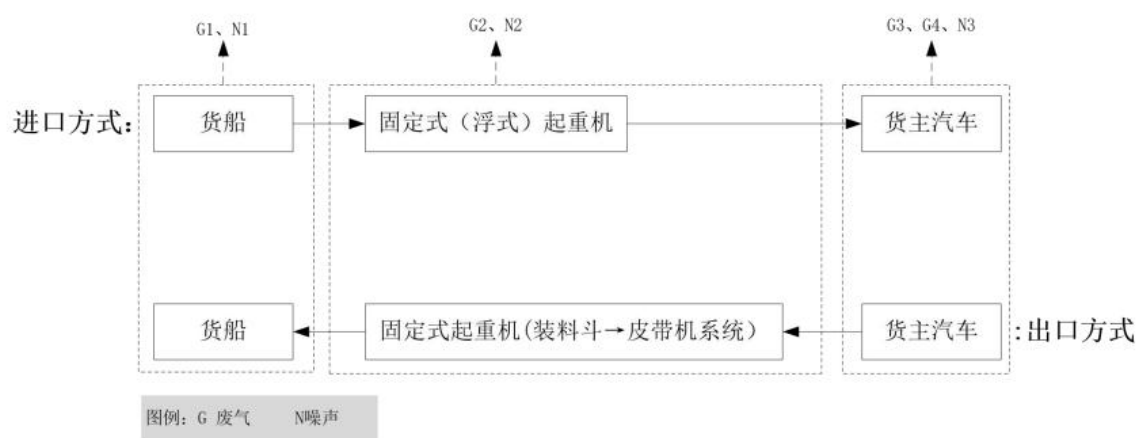 G1、N1
G2、N2
G3、G4、N3
进口方式:
货船
固定式（浮式）起重机
货主汽车
货船
固定式起重机(装料斗→皮带机系统）
货主汽车
:出口方式
图例: G 废气 N噪声